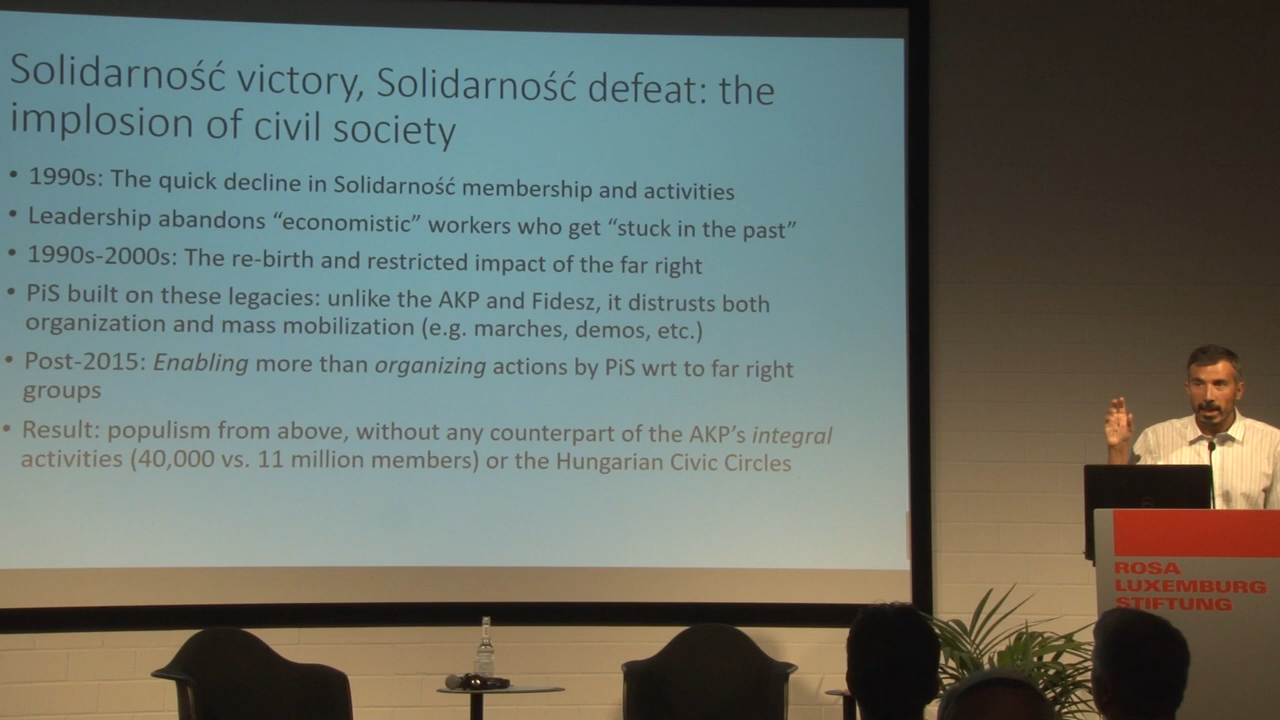 Solidarność victory, Solidarność defeat: the
implosion of civil society
• 1990s: The quick decline in Solidarność membership and activities
• Leadership abandons “economistic” workers who get “stuck in the past”
• 1990s-2000s: The re-birth and restricted impact of the far right
• PiS built on these legacies: unlike the AKP and Fidesz, it distrusts both
organization and mass mobilization (e.g. marches, demos, etc.)
• Post-2015: Enabling more than organizing actions by PiS wrt to far right
groups
• Result: populism from above, without any counterpart of the AKP’s integral
activities (40,000 vs. 11 million members) or the Hungarian Civic Circles
ROSA
LUXEMBURG
STIFTUNG